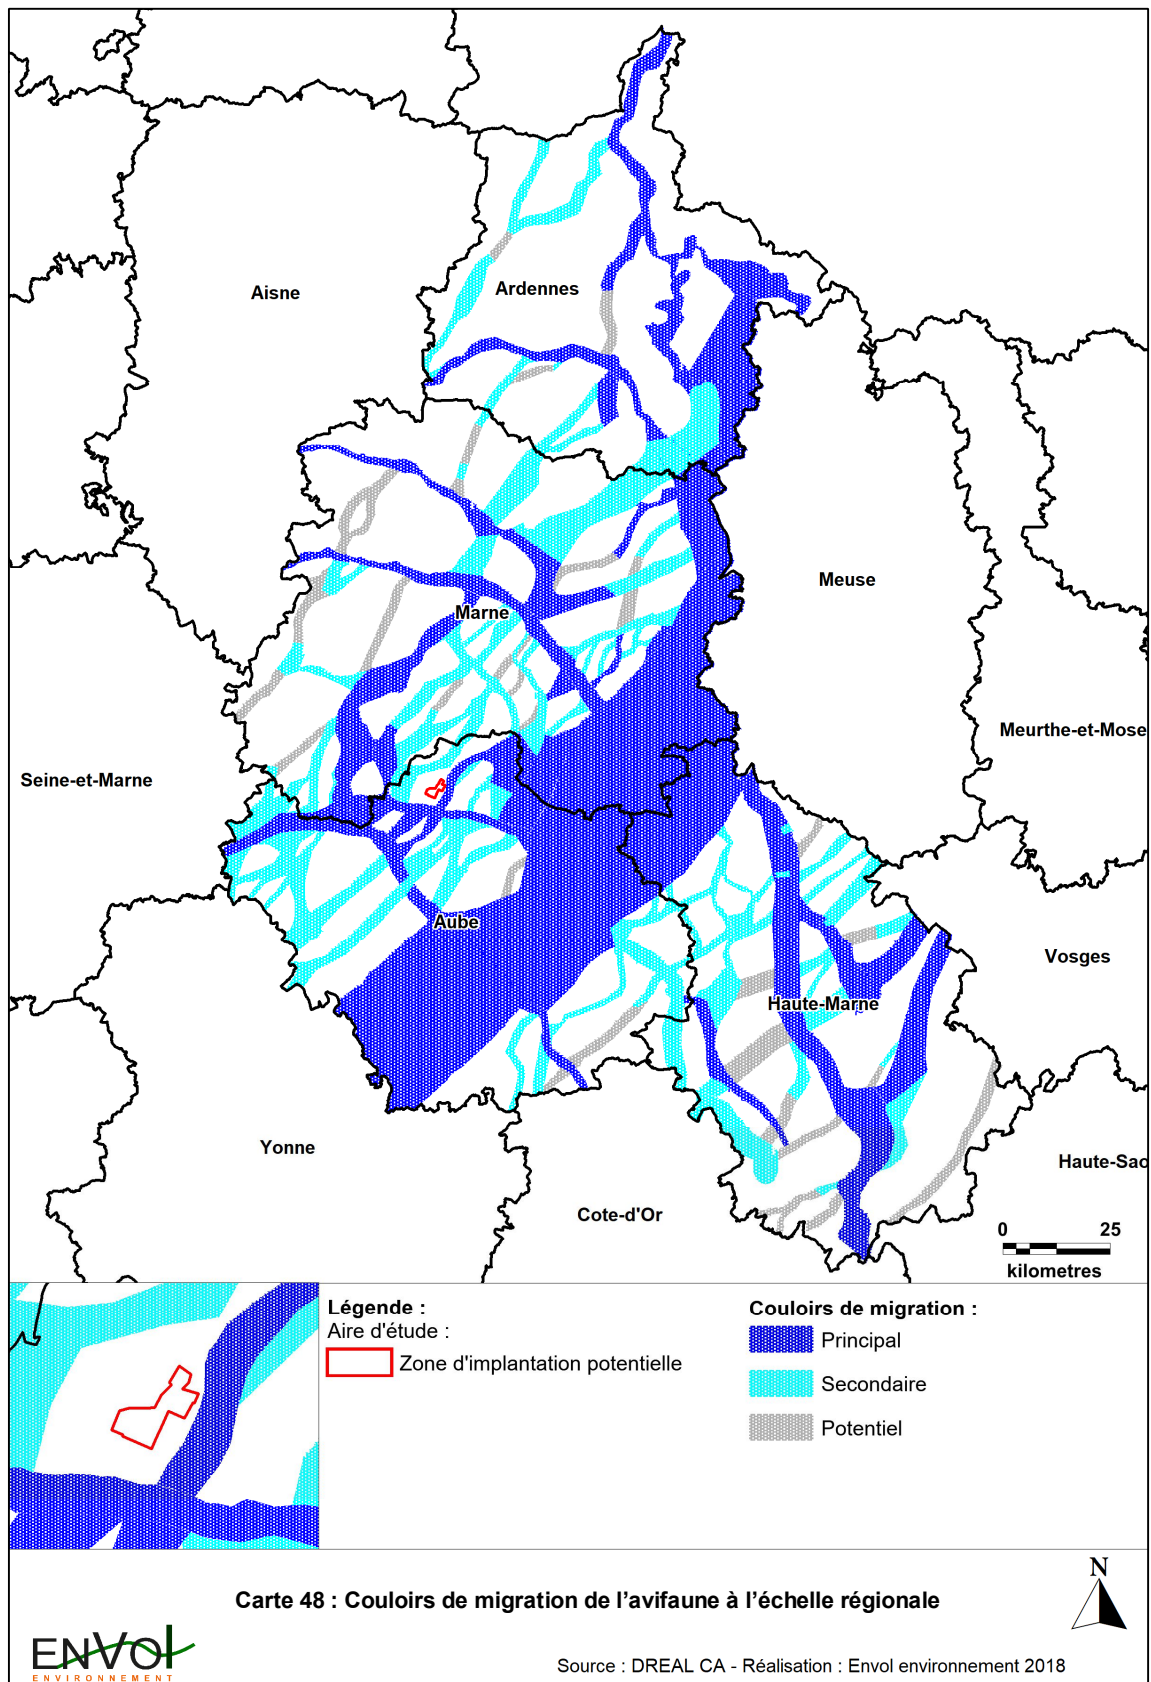 Aisne
Ardennes
Meuse
Marne
Meurthe-et-Mose
Seine-et-Marne
Aube
Vosges
Haute-Marne
Yonne
Haute-Sao
Cote-d'Or
0 25
kilometres
Légende :
Aire d'étude :
Zone d'implantation potentielle
Couloirs de migration :
Principal
Secondaire
Potentiel
N
Carte 48 : Couloirs de migration de l'avifaune à l'échelle régionale
ENVOl
ENVIRONNEMENT
Source : DREAL CA - Réalisation : Envol environnement 2018